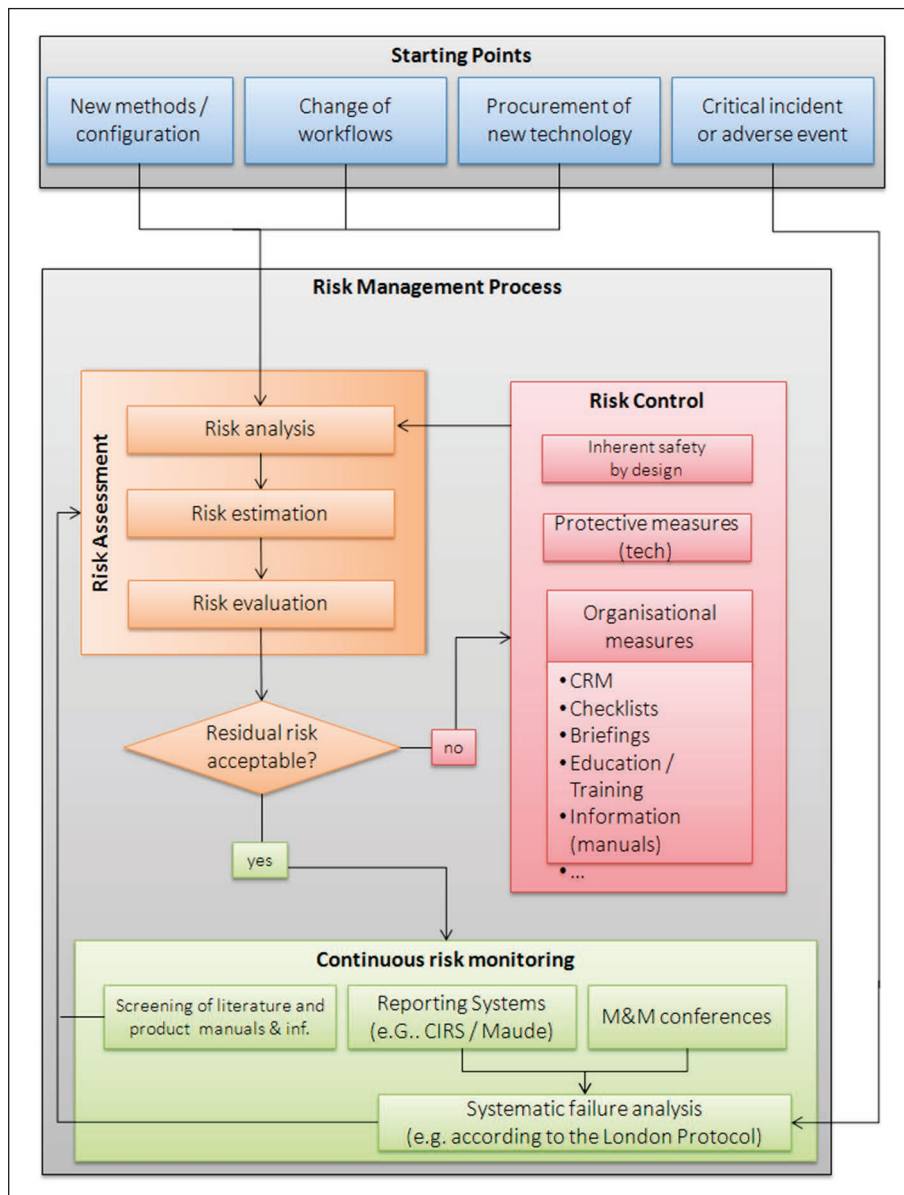 Starting Points
New methods /
configuration
Change of
workflows
Procurement of
new technology
Critical incident
or adverse event
Risk Management Process
Risk Assessment
Risk analysis
Risk estimation
Risk evaluation
Residual risk
acceptable?
no
yes
Risk Control
Inherent safety
by design
Protective measures
(tech)
Organisational
measures
•CRM
•Checklists
•Briefings
•Education /
Training
•Information
(manuals)
•...
Continuous risk monitoring
Screening of literature and
product manuals & inf.
Reporting Systems
(e.G.. CIRS / Maude)
M&M conferences
Systematic failure analysis
(e.g. according to the London Protocol)